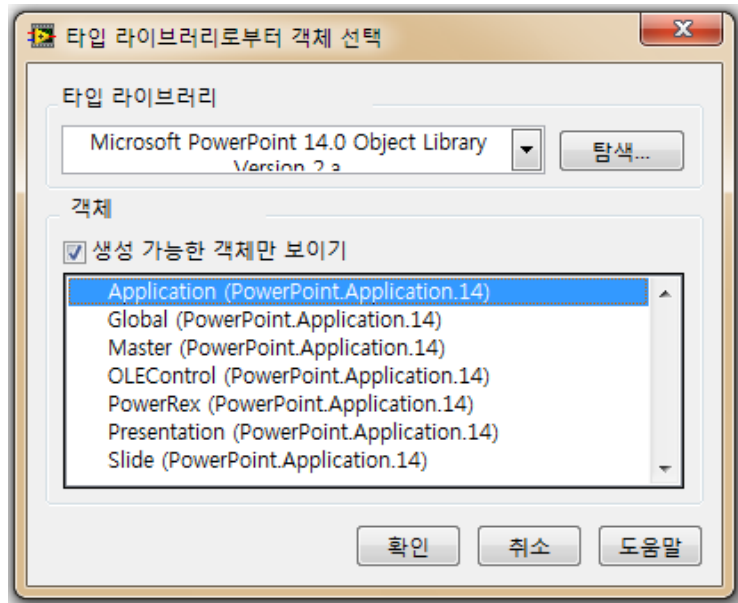 타입 라이브러리로부터 객체 선택
타입 라이브러리
Microsoft PowerPoint 14.0 Object Library
Version 2.a
탐색...
객체
생성 가능한 객체만 보이기
Application (PowerPoint.Application.14)
Global (PowerPoint.Application.14)
Master (PowerPoint.Application.14)
OLEControl (PowerPoint.Application.14)
PowerRex (PowerPoint.Application.14)
Presentation (PowerPoint.Application.14)
Slide (PowerPoint.Application.14)
확인 취소 도움말